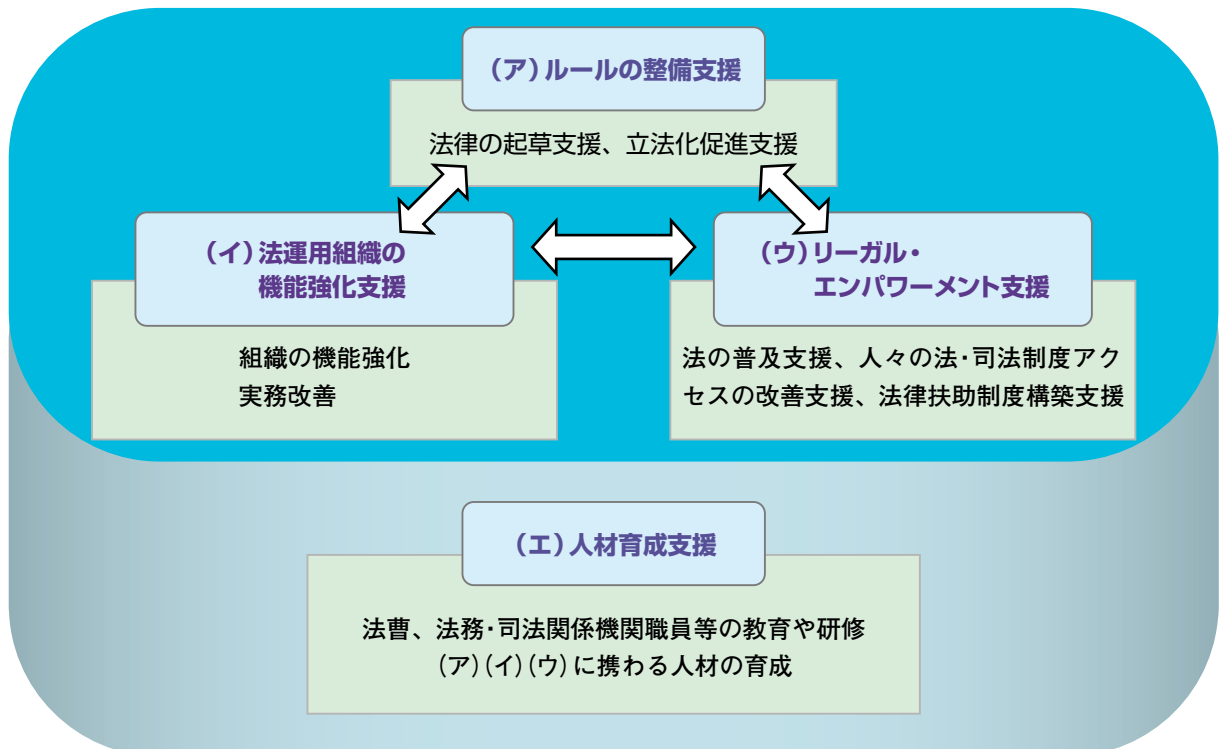 (ア)ルールの整備支援
法律の起草支援、立法化促進支援
(イ)法運用組織の
機能強化支援
組織の機能強化
実務改善
(ウ)リーガル・
エンパワーメント支援
法の普及支援、人々の法・司法制度アク
セスの改善支援、法律扶助制度構築支援
(エ)人材育成支援
法曹、法務・司法関係機関職員等の教育や研修
(ア)(イ)(ウ)に携わる人材の育成